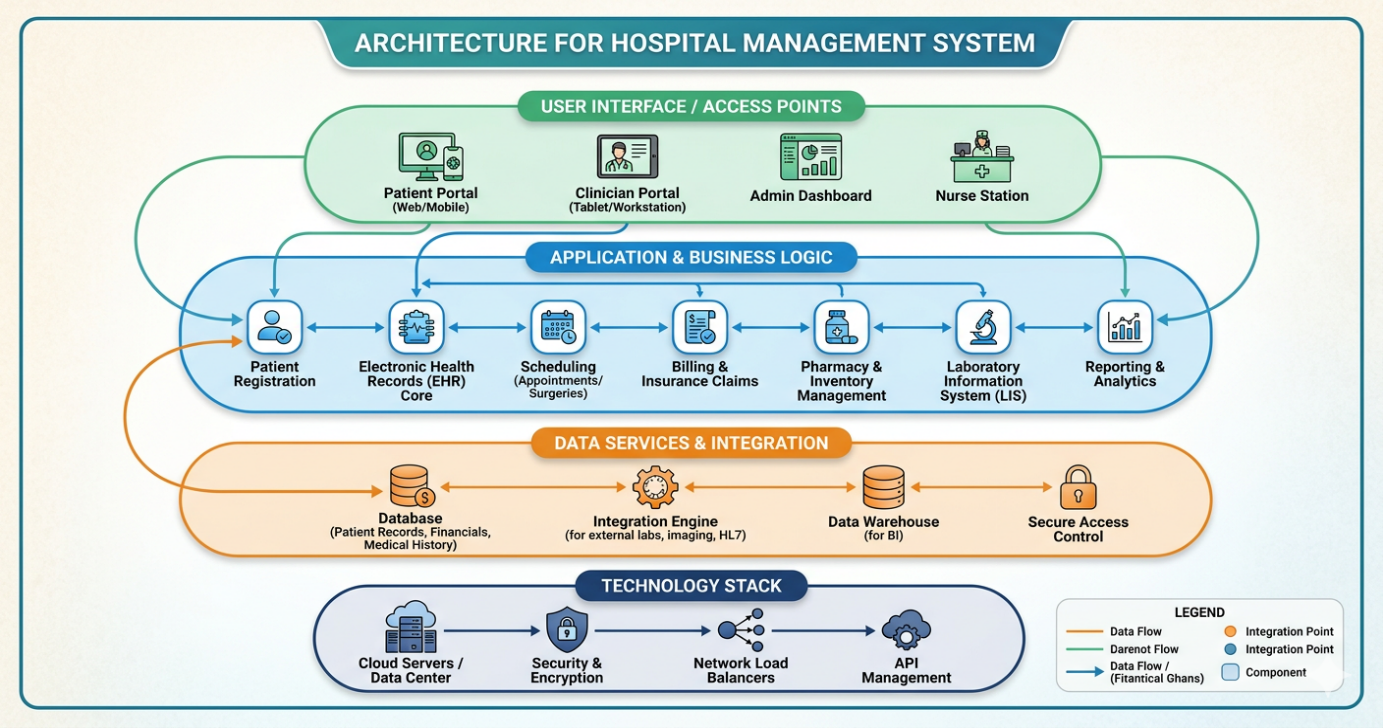 ARCHITECTURE FOR HOSPITAL MANAGEMENT SYSTEM
USER INTERFACE / ACCESS POINTS
Patient Portal
(Web/Mobile)
Clinician Portal
(Tablet/Workstation)
Admin Dashboard
Nurse Station
APPLICATION & BUSINESS LOGIC
Patient
Registration
Electronic Health
Records (EHR)
Core
Scheduling
(Appointments/
Surgeries)
Billing &
Insurance Claims
Pharmacy &
Inventory
Management
Laboratory
Information
System (LIS)
Reporting &
Analytics
DATA SERVICES & INTEGRATION
Database
(Patient Records, Financials,
Medical History)
Integration Engine
(for external labs, imaging, HL7)
Data Warehouse
(for BI)
Secure Access
Control
TECHNOLOGY STACK
Cloud Servers /
Data Center
Security &
Encryption
Network Load
Balancers
API
Management
LEGEND
Data Flow
Darenot Flow
Data Flow /
(Fitantical Ghans)
Integration Point
Integration Point
Component